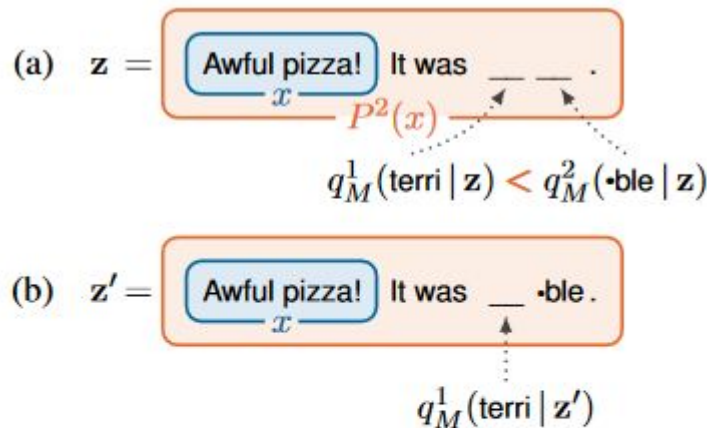 (a) z = Awful pizza! It was __ __ .
x
P²(x)
q¹_M(terri | z) < q²_M(•ble | z)
(b) z′ = Awful pizza! It was __ •ble .
x
q¹_M(terri | z′)